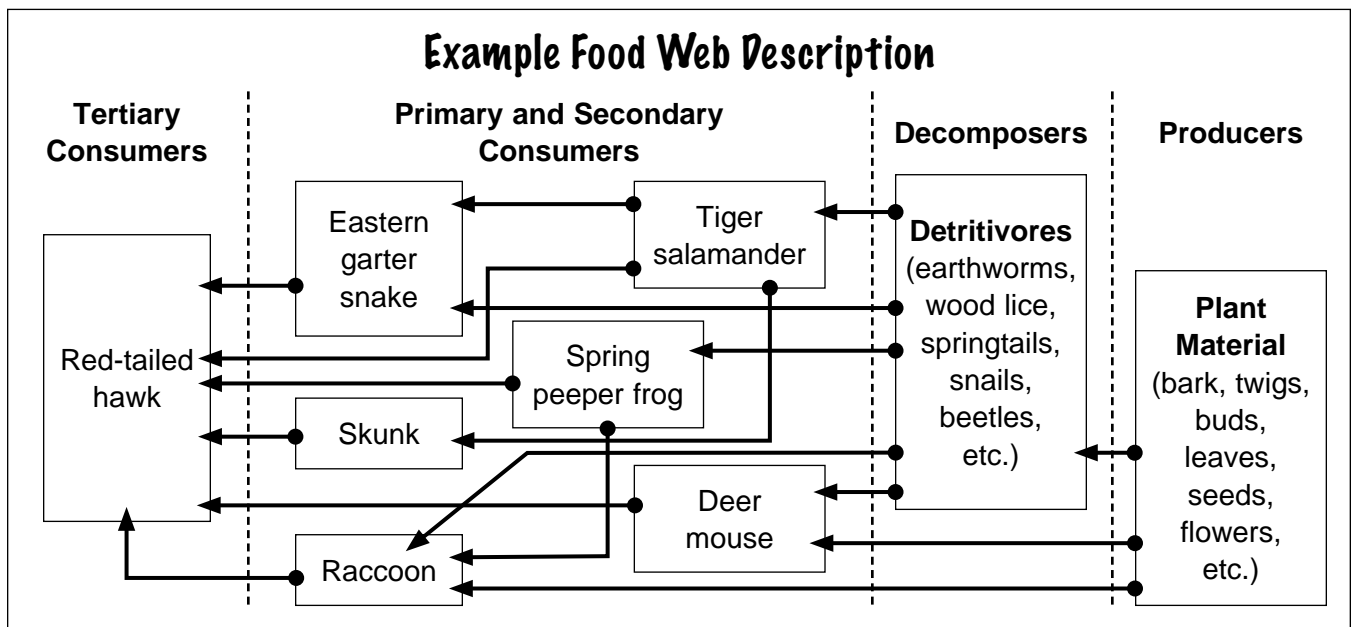 Example Food Web Description
Tertiary
Consumers
Primary and Secondary
Consumers
Decomposers
Producers
Eastern
garter
snake
Tiger
salamander
Detritivores
(earthworms,
wood lice,
springtails,
snails,
beetles,
etc.)
Plant
Material
(bark, twigs,
buds,
leaves,
seeds,
flowers,
etc.)
Red-tailed
hawk
Spring
peeper frog
Skunk
Deer
mouse
Raccoon